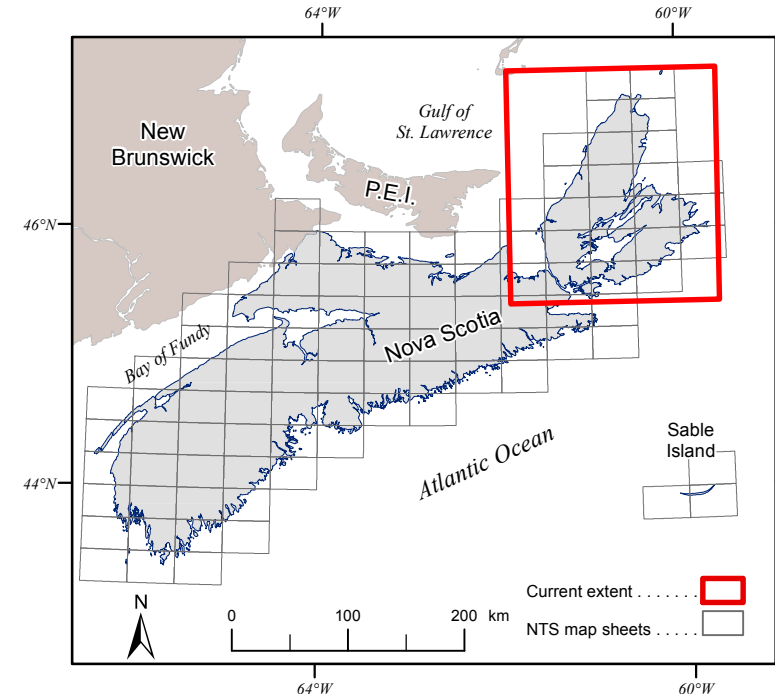 64°W 60°W
Gulf of
St. Lawrence
New
Brunswick
P.E.I.
46°N
46°N
Nova Scotia
Bay of Fundy
Sable
Island
Atlantic Ocean
44°N
Current extent . . . . . . .
N
0 100 200 km
NTS map sheets . . . . .
64°W 60°W